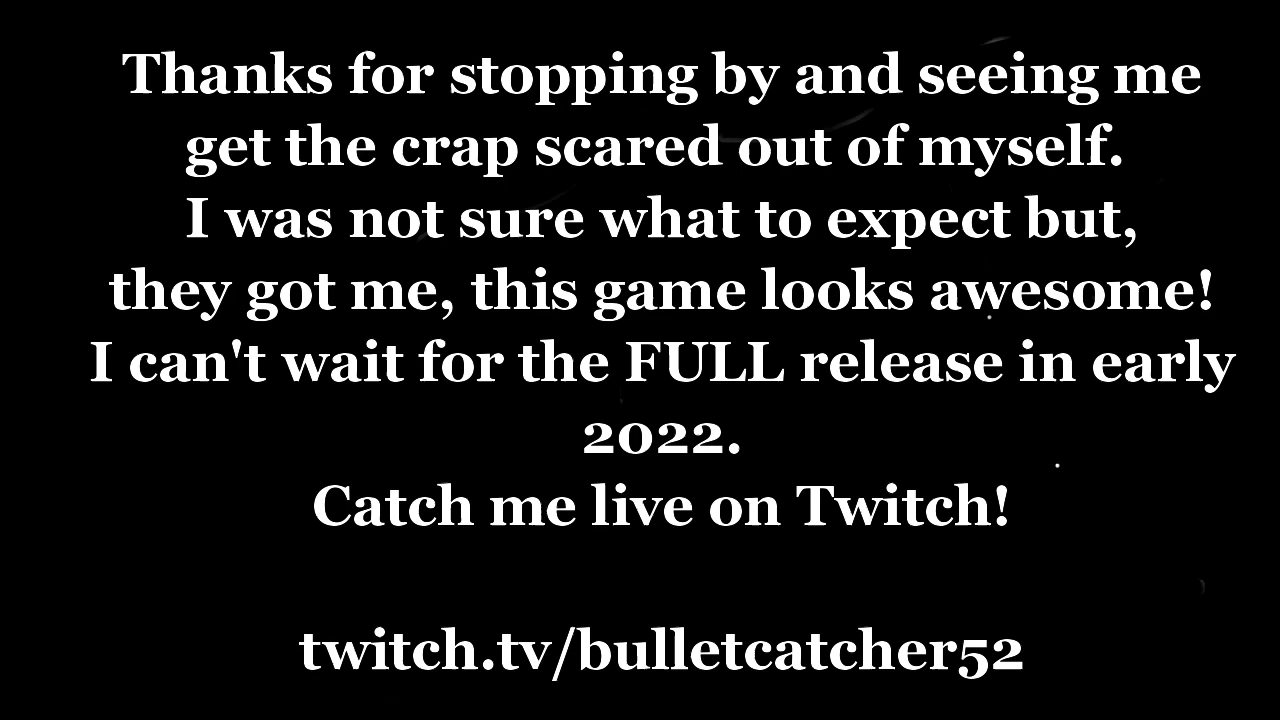 Thanks for stopping by and seeing me
get the crap scared out of myself.
I was not sure what to expect but,
they got me, this game looks awesome!
I can't wait for the FULL release in early
2022.
Catch me live on Twitch!
twitch.tv/bulletcatcher52